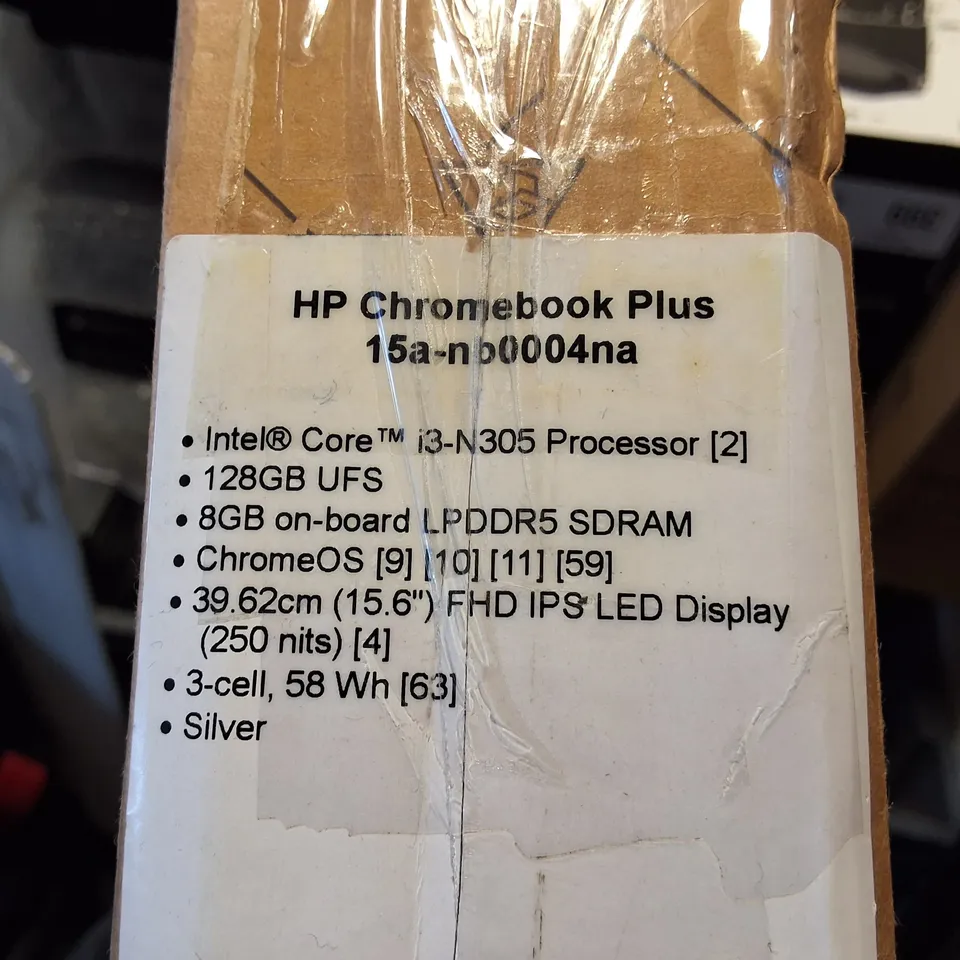 HP Chromebook Plus
15a-nb0004na
• Intel® Core™ i3-N305 Processor [2]
• 128GB UFS
• 8GB on-board LPDDR5 SDRAM
• ChromeOS [9] [10] [11] [59]
• 39.62cm (15.6") FHD IPS LED Display
(250 nits) [4]
• 3-cell, 58 Wh [63]
• Silver